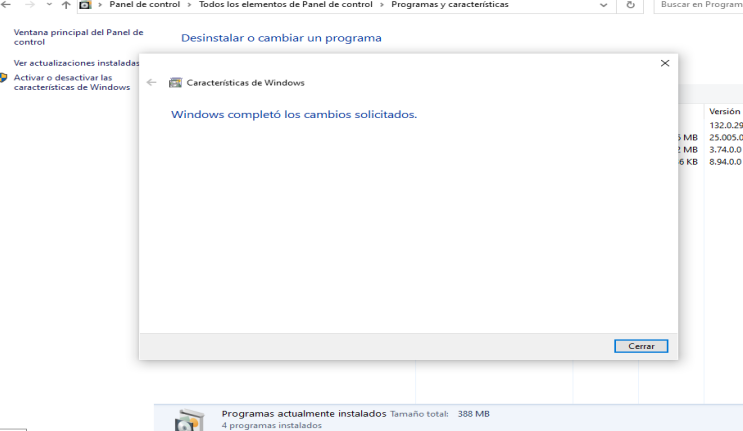 Panel de control > Todos los elementos de Panel de control > Programas y características
Buscar en Program
Ventana principal del Panel de
control
Ver actualizaciones instaladas
Activar o desactivar las
características de Windows
Desinstalar o cambiar un programa
Características de Windows
Windows completó los cambios solicitados.
Cerrar
Versión
132.0.29
MB 25.005.0
MB 3.74.0.0
6 KB 8.94.0.0
Programas actualmente instalados Tamaño total: 388 MB
4 programas instalados